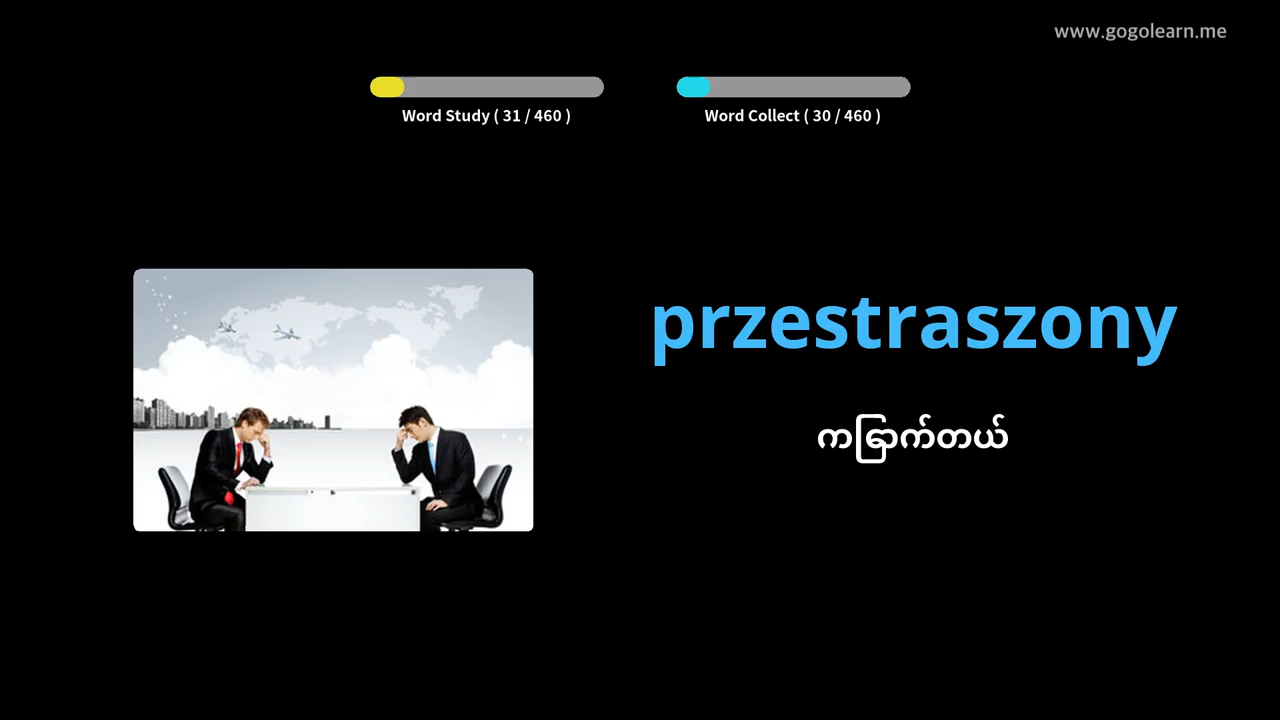 www.gogolearn.me
Word Study ( 31 / 460 )
Word Collect ( 30 / 460 )
przestraszony
ကခြောက်တယ်